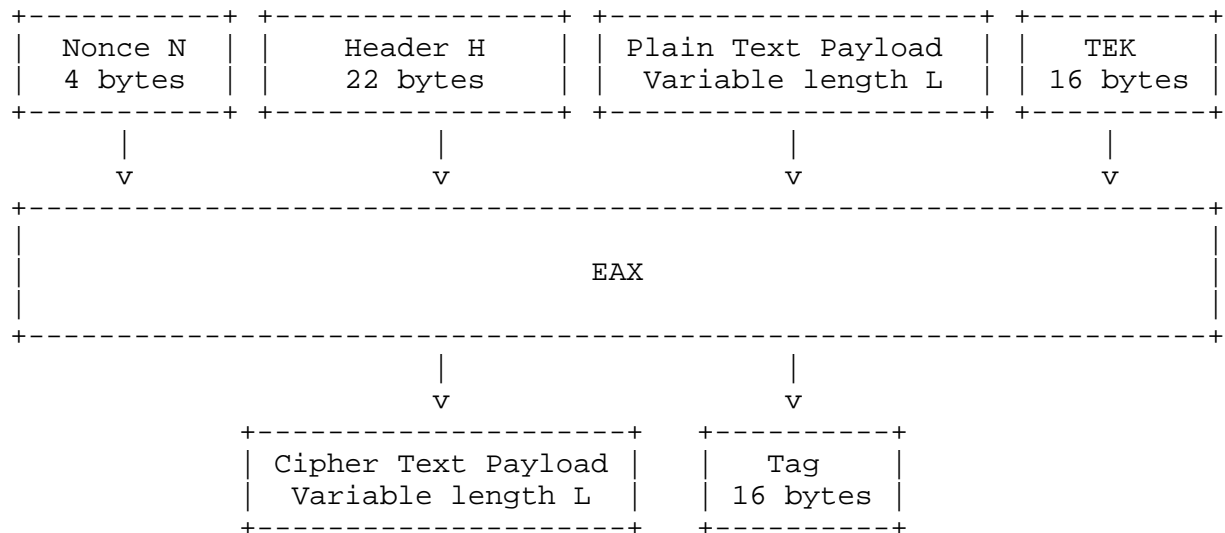 Nonce N Header H Plain Text Payload TEK
4 bytes 22 bytes Variable length L 16 bytes
EAX
Cipher Text Payload Tag
Variable length L 16 bytes